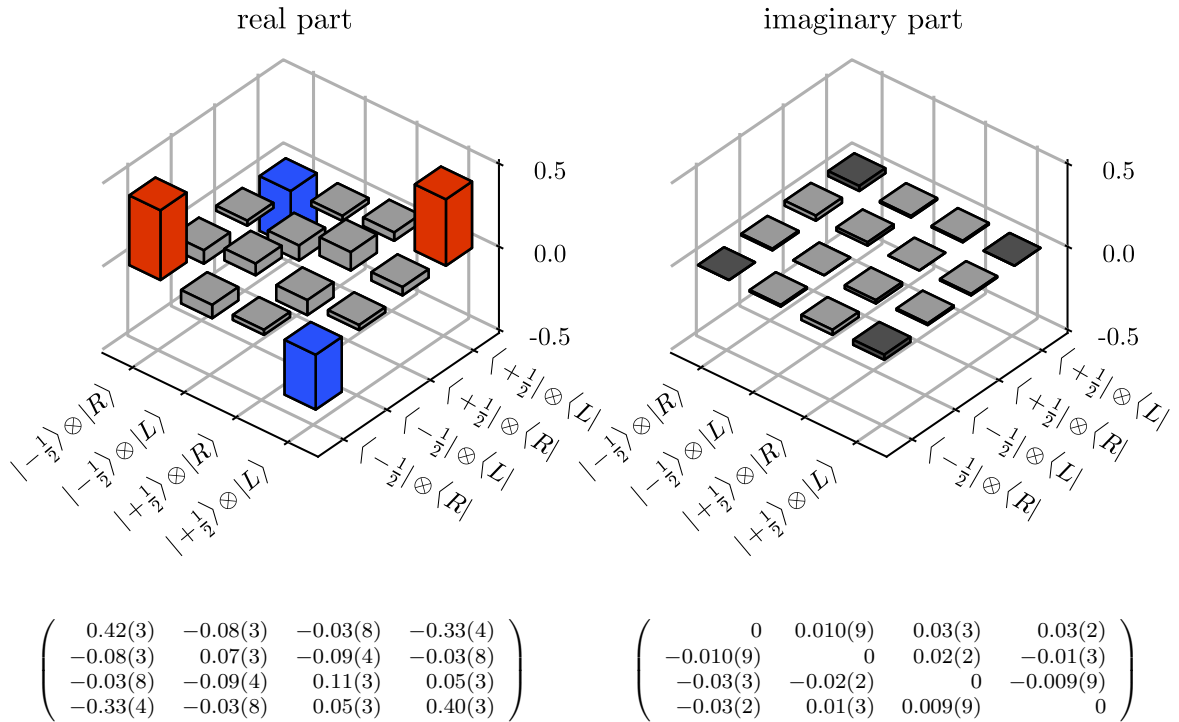 real part
imaginary part
0.5
0.0
-0.5
0.5
0.0
-0.5
|−1/2⟩⊗|R⟩
|−1/2⟩⊗|L⟩
|+1/2⟩⊗|R⟩
|+1/2⟩⊗|L⟩
⟨+1/2|⊗⟨L|
⟨+1/2|⊗⟨R|
⟨−1/2|⊗⟨L|
⟨−1/2|⊗⟨R|
|−1/2⟩⊗|R⟩
|−1/2⟩⊗|L⟩
|+1/2⟩⊗|R⟩
|+1/2⟩⊗|L⟩
⟨+1/2|⊗⟨L|
⟨+1/2|⊗⟨R|
⟨−1/2|⊗⟨L|
⟨−1/2|⊗⟨R|
0.42(3) −0.08(3) −0.03(8) −0.33(4)
−0.08(3) 0.07(3) −0.09(4) −0.03(8)
−0.03(8) −0.09(4) 0.11(3) 0.05(3)
−0.33(4) −0.03(8) 0.05(3) 0.40(3)
0 0.010(9) 0.03(3) 0.03(2)
−0.010(9) 0 0.02(2) −0.01(3)
−0.03(3) −0.02(2) 0 −0.009(9)
−0.03(2) 0.01(3) 0.009(9) 0